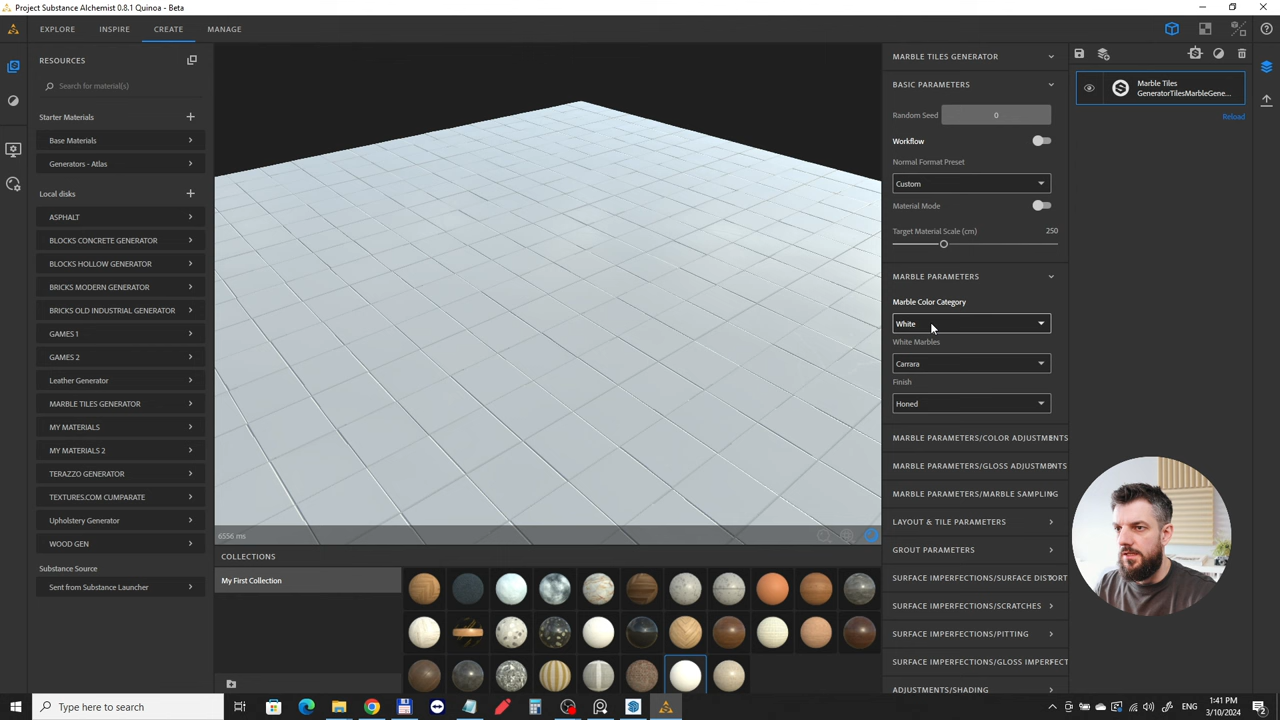 Project Substance Alchemist 0.8.1 Quinoa - Beta
EXPLORE INSPIRE CREATE MANAGE
RESOURCES
Search for material(s)
Starter Materials
Base Materials
Generators - Atlas
Local disks
ASPHALT
BLOCKS CONCRETE GENERATOR
BLOCKS HOLLOW GENERATOR
BRICKS MODERN GENERATOR
BRICKS OLD INDUSTRIAL GENERATOR
GAMES 1
GAMES 2
Leather Generator
MARBLE TILES GENERATOR
MY MATERIALS
MY MATERIALS 2
TERAZZO GENERATOR
TEXTURES.COM CUMPARATE
Upholstery Generator
WOOD GEN
Substance Source
Sent from Substance Launcher
6556 ms
COLLECTIONS
My First Collection
MARBLE TILES GENERATOR
BASIC PARAMETERS
Random Seed 0
Workflow
Normal Format Preset
Custom
Material Mode
Target Material Scale (cm) 250
MARBLE PARAMETERS
Marble Color Category
White
White Marbles
Carrara
Finish
Honed
MARBLE PARAMETERS/COLOR ADJUSTMENTS
MARBLE PARAMETERS/GLOSS ADJUSTMENTS
MARBLE PARAMETERS/MARBLE SAMPLING
LAYOUT & TILE PARAMETERS
GROUT PARAMETERS
SURFACE IMPERFECTIONS/SURFACE DISTORT
SURFACE IMPERFECTIONS/SCRATCHES
SURFACE IMPERFECTIONS/PITTING
SURFACE IMPERFECTIONS/GLOSS IMPERFECT
ADJUSTMENTS/SHADING
Marble Tiles
GeneratorTilesMarbleGene...
Reload
Type here to search
1:41 PM
3/10/2024